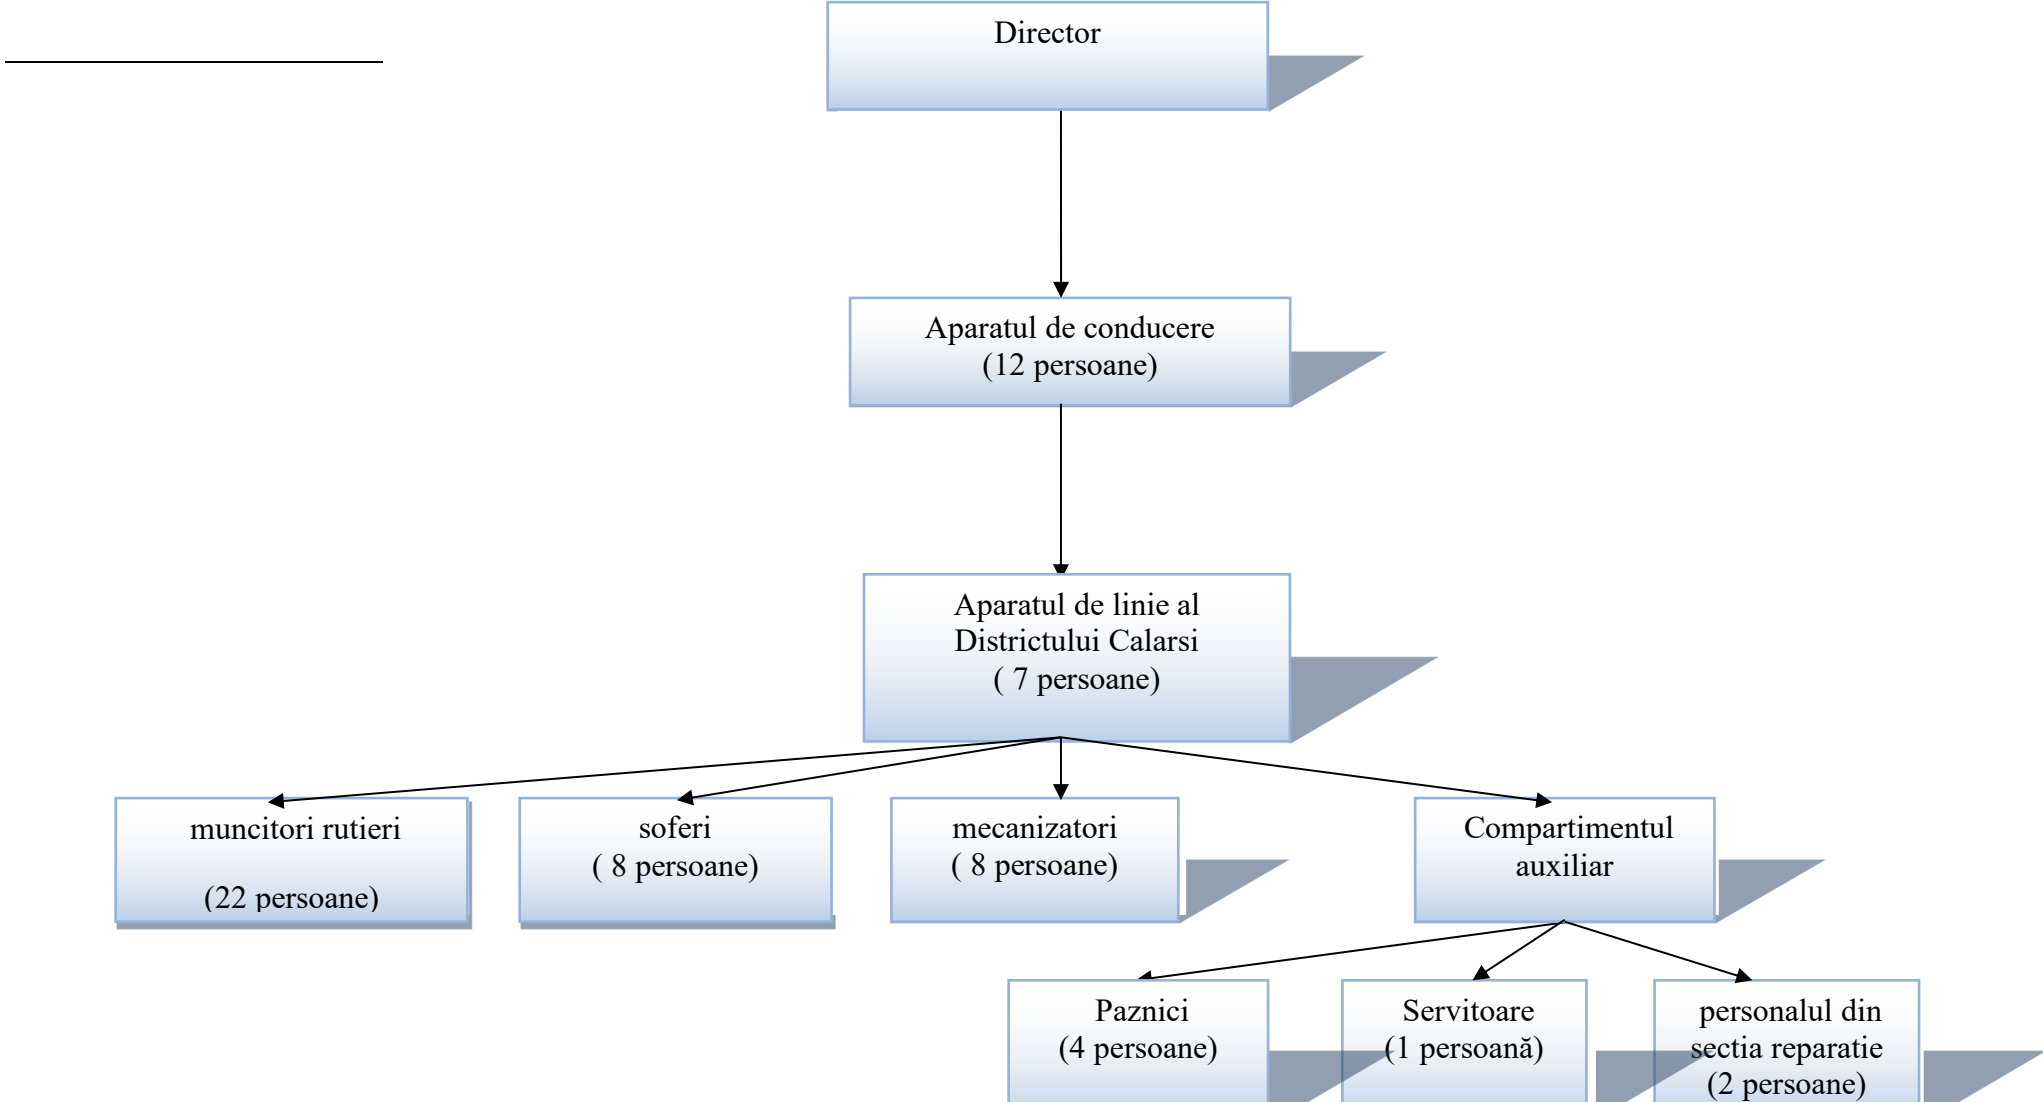 Director
Aparatul de conducere
(12 persoane)
Aparatul de linie al
Districtului Calarsi
( 7 persoane)
muncitori rutieri
(22 persoane)
soferi
( 8 persoane)
mecanizatori
( 8 persoane)
Compartimentul
auxiliar
Paznici
(4 persoane)
Servitoare
(1 persoană)
personalul din
sectia reparatie
(2 persoane)